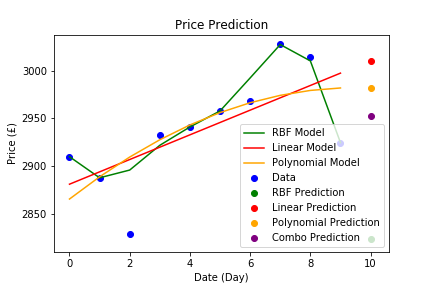 Price Prediction
Price (£)
3000
2950
2900
2850
0
2
4
6
8
10
Date (Day)
RBF Model
Linear Model
Polynomial Model
Data
RBF Prediction
Linear Prediction
Polynomial Prediction
Combo Prediction